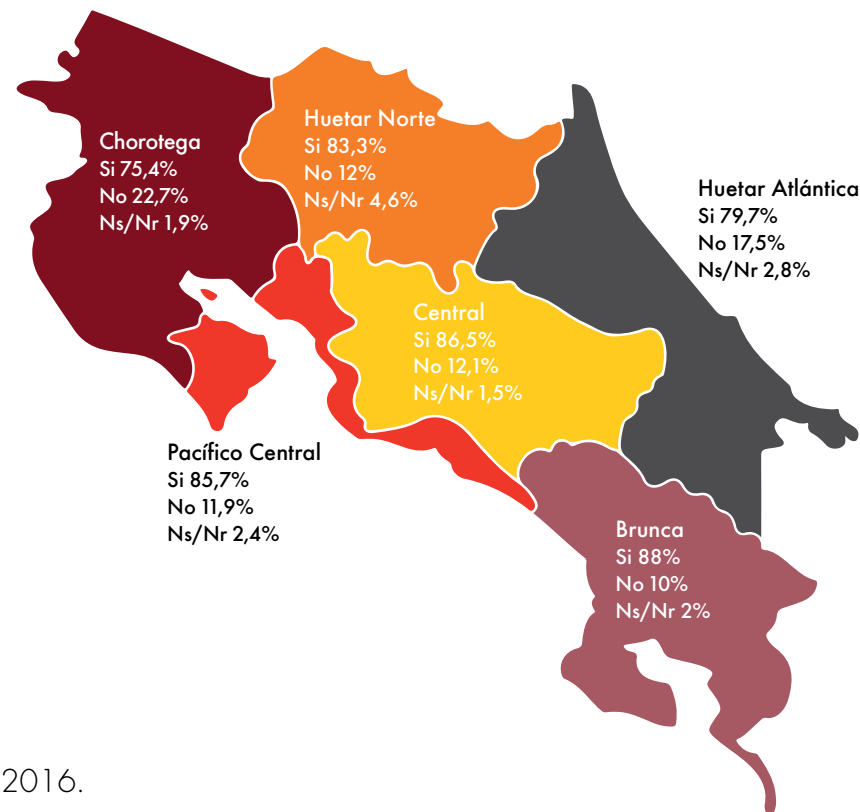 Huetar Norte
Si 83,3%
No 12%
Ns/Nr 4,6%
Chorotega
Si 75,4%
No 22,7%
Ns/Nr 1,9%
Huetar Atlántica
Si 79,7%
No 17,5%
Ns/Nr 2,8%
Central
Si 86,5%
No 12,1%
Ns/Nr 1,5%
Pacífico Central
Si 85,7%
No 11,9%
Ns/Nr 2,4%
Brunca
Si 88%
No 10%
Ns/Nr 2%
2016.